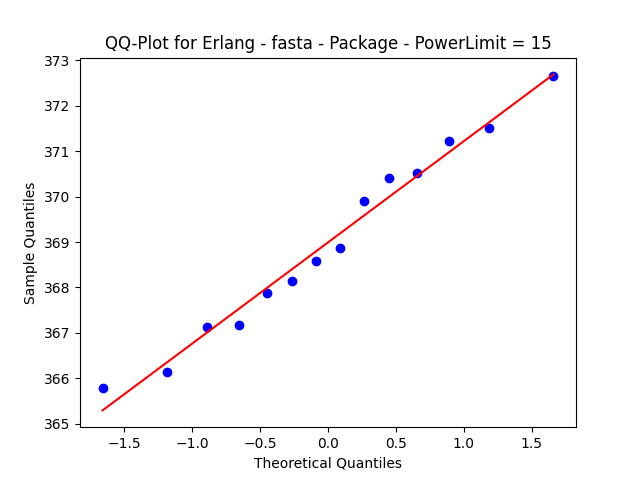 QQ-Plot for Erlang - fasta - Package - PowerLimit = 15
373
372
371
370
369
368
367
366
365
Sample Quantiles
−1.5 −1.0 −0.5 0.0 0.5 1.0 1.5
Theoretical Quantiles